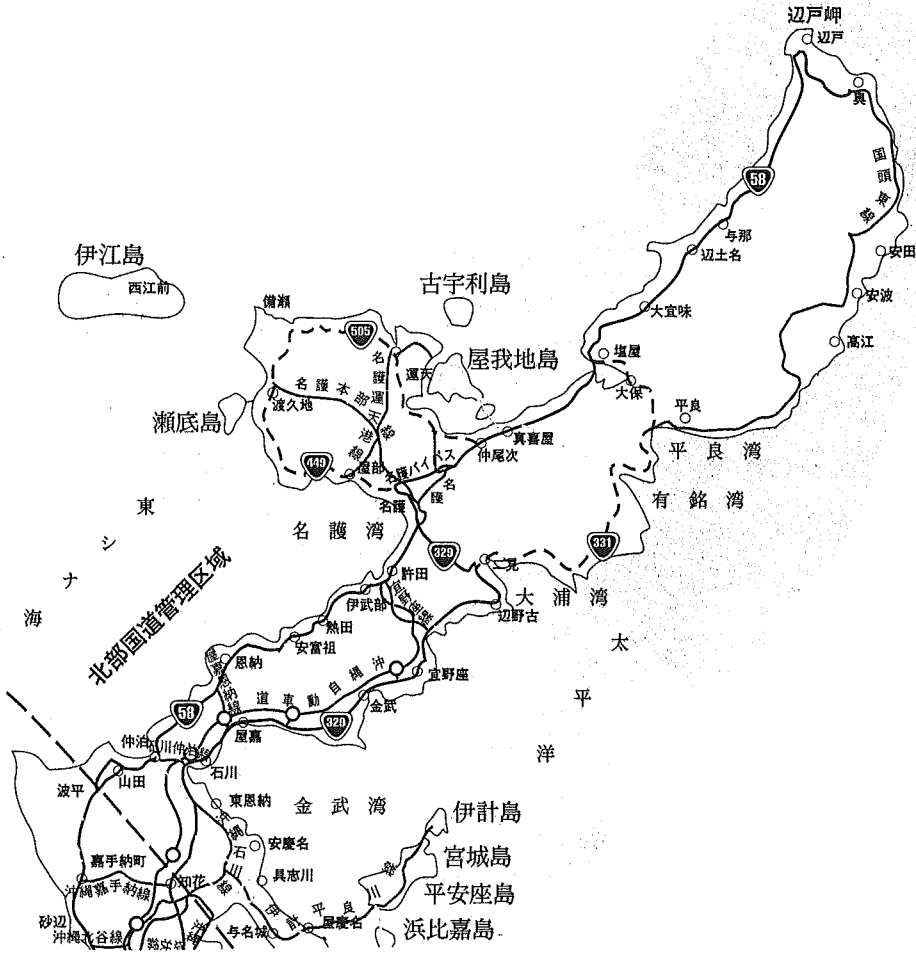 辺戸岬
辺戸
奥
国頭東線
58
与那
辺土名
安田
安波
大宜味
高江
伊江島
西江前
備瀬
古宇利島
505
屋我地島
塩屋
運天
大保
名護運天港線
名護本部線
渡久地
瀬底島
平良
真喜屋
仲尾次
平良湾
449
屋部
名護バイパス
名護
名護
有銘湾
東シナ海
名護湾
329
331
二見
北部国道管理区域
許田
大浦湾
伊武部
辺野古
熱田
安富祖
太平洋
恩納
沖縄自動車道
宜野座
金武
58
329
屋嘉
仲泊
石川仲泊線
石川
波平
山田
東恩納
金武湾
伊計島
沖縄石川線
安慶名
宮城島
嘉手納町
具志川
平安座島
沖縄嘉手納線
知花
伊計平良川線
屋慶名
与名城
浜比嘉島
砂辺
沖縄北谷線